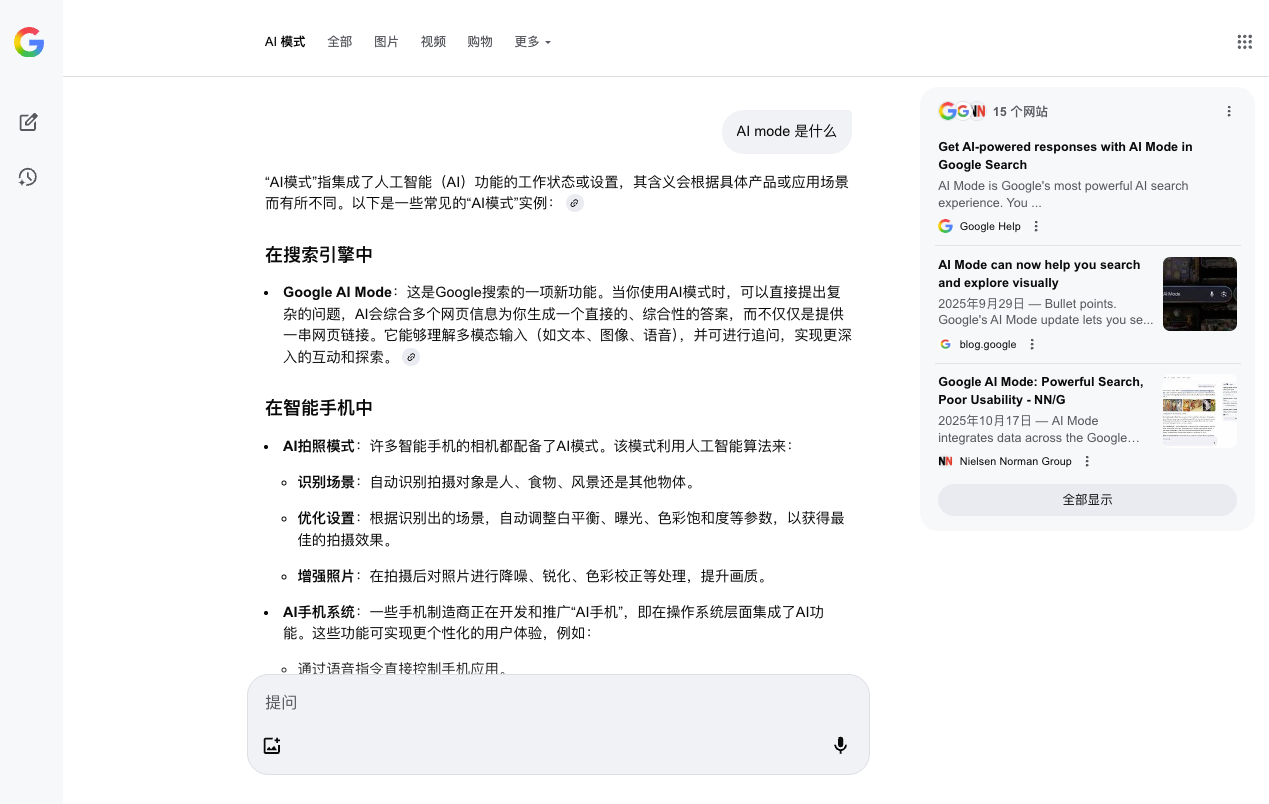 AI 模式 全部 图片 视频 购物 更多
AI mode 是什么
“AI模式”指集成了人工智能（AI）功能的工作状态或设置，其含义会根据具体产品或应用场景
而有所不同。以下是一些常见的“AI模式”实例：
在搜索引擎中
Google AI Mode：这是Google搜索的一项新功能。当你使用AI模式时，可以直接提出复
杂的问题，AI会综合多个网页信息为你生成一个直接的、综合性的答案，而不仅仅是提供
一串网页链接。它能够理解多模态输入（如文本、图像、语音），并可进行追问，实现更深
入的互动和探索。
在智能手机中
AI拍照模式：许多智能手机的相机都配备了AI模式。该模式利用人工智能算法来：
识别场景：自动识别拍摄对象是人、食物、风景还是其他物体。
优化设置：根据识别出的场景，自动调整白平衡、曝光、色彩饱和度等参数，以获得最
佳的拍摄效果。
增强照片：在拍摄后对照片进行降噪、锐化、色彩校正等处理，提升画质。
AI手机系统：一些手机制造商正在开发和推广“AI手机”，即在操作系统层面集成了AI功
能。这些功能可实现更个性化的用户体验，例如：
通过语音指令直接控制手机应用。
提问
15 个网站
Get AI-powered responses with AI Mode in
Google Search
AI Mode is Google's most powerful AI search
experience. You ...
Google Help
AI Mode can now help you search
and explore visually
2025年9月29日 — Bullet points.
Google's AI Mode update lets you se...
AI Mode
blog.google
Google AI Mode: Powerful Search,
Poor Usability - NN/G
2025年10月17日 — AI Mode
integrates data across the Google…
NN Nielsen Norman Group
全部显示